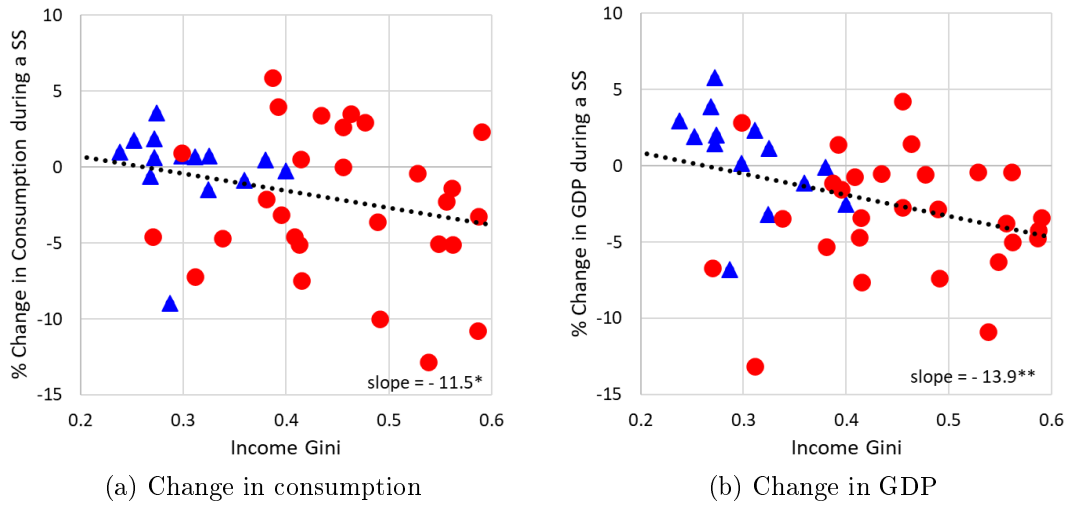 % Change in Consumption during a SS
10
5
0
-5
-10
-15
0.2 0.3 0.4 0.5 0.6
slope = - 11.5*
Income Gini
(a) Change in consumption
% Change in GDP during a SS
10
5
0
-5
-10
-15
0.2 0.3 0.4 0.5 0.6
slope = - 13.9**
Income Gini
(b) Change in GDP